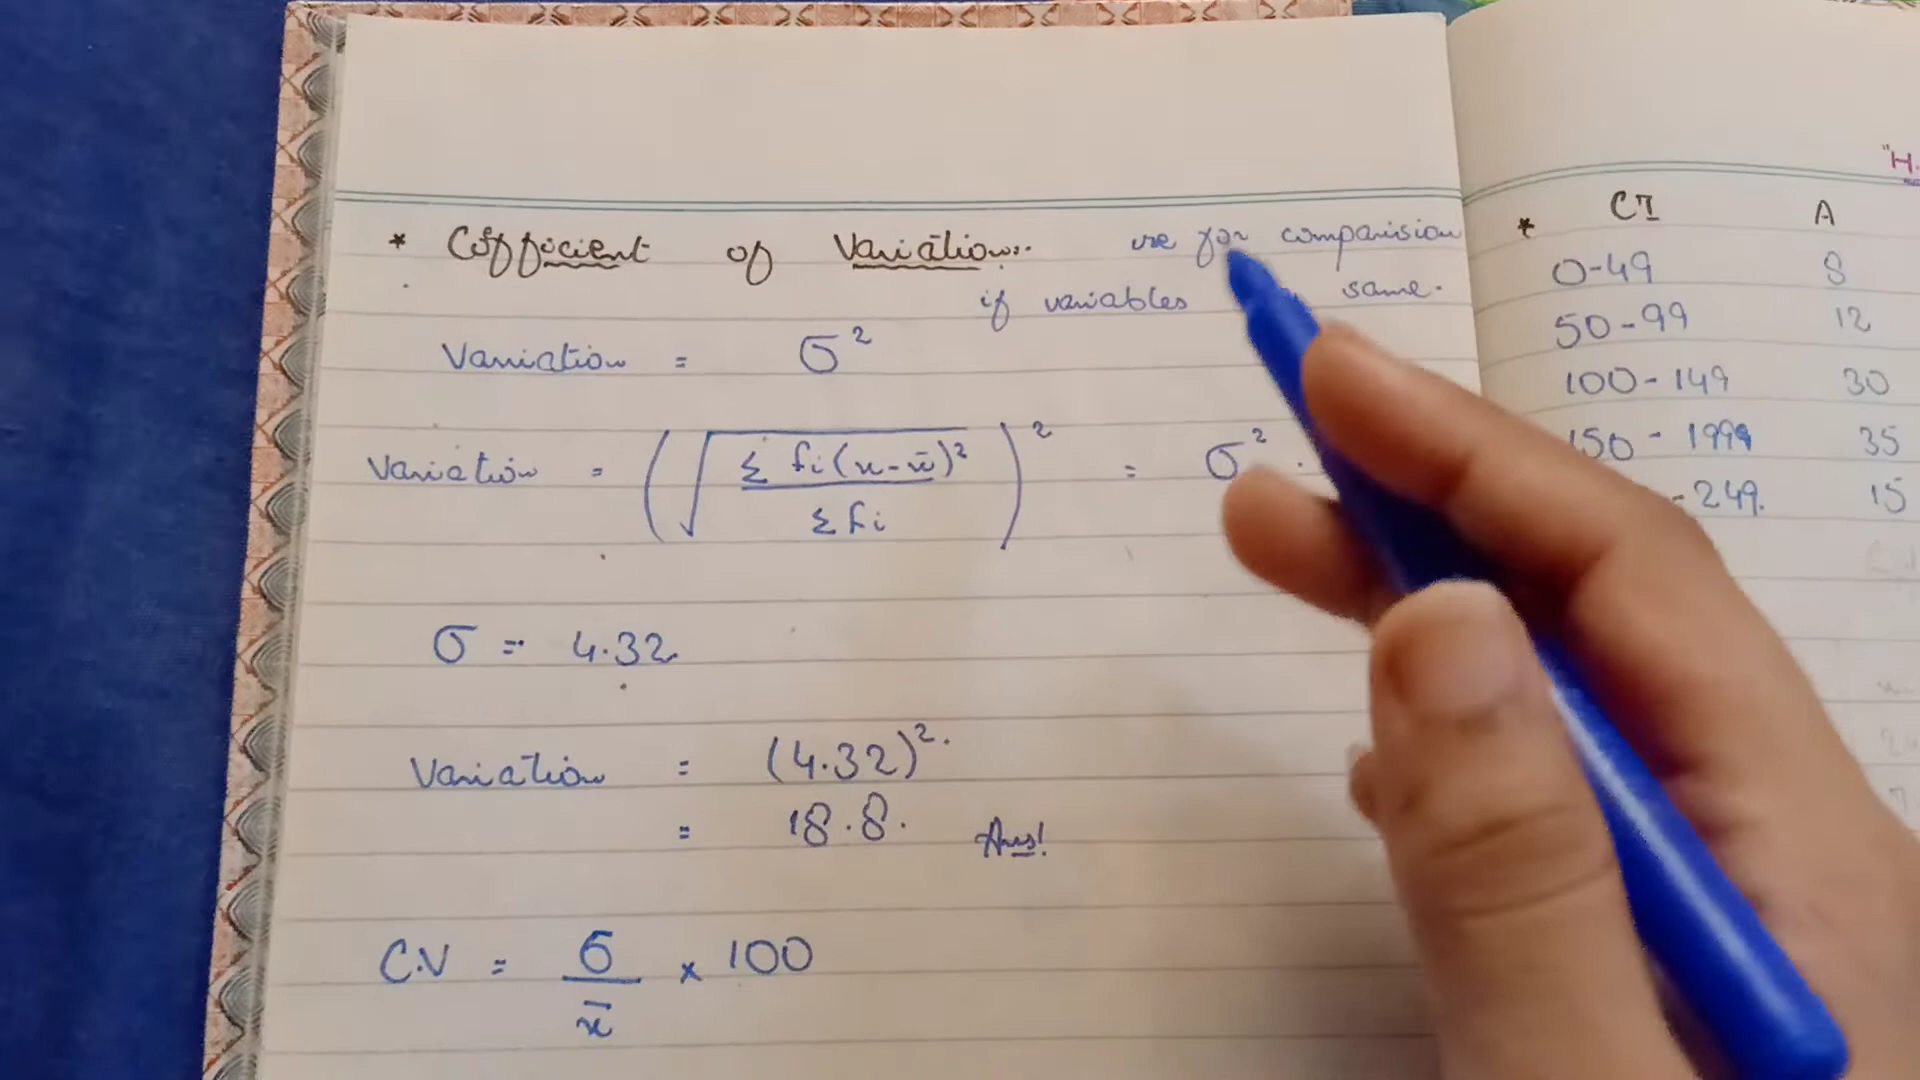 * Cofficient of Variation:. use for comparision
if variables same.
Variation = σ²
Variation = (√Σfi(x-x̄)²/Σfi)² = σ².
σ = 4.32
Variation = (4.32)².
= 18.8. Ans!
C.V = σ/x̄ × 100
"H.
* CI A
0-49 8
50-99 12
100-149 30
150-1999 35
-249. 15